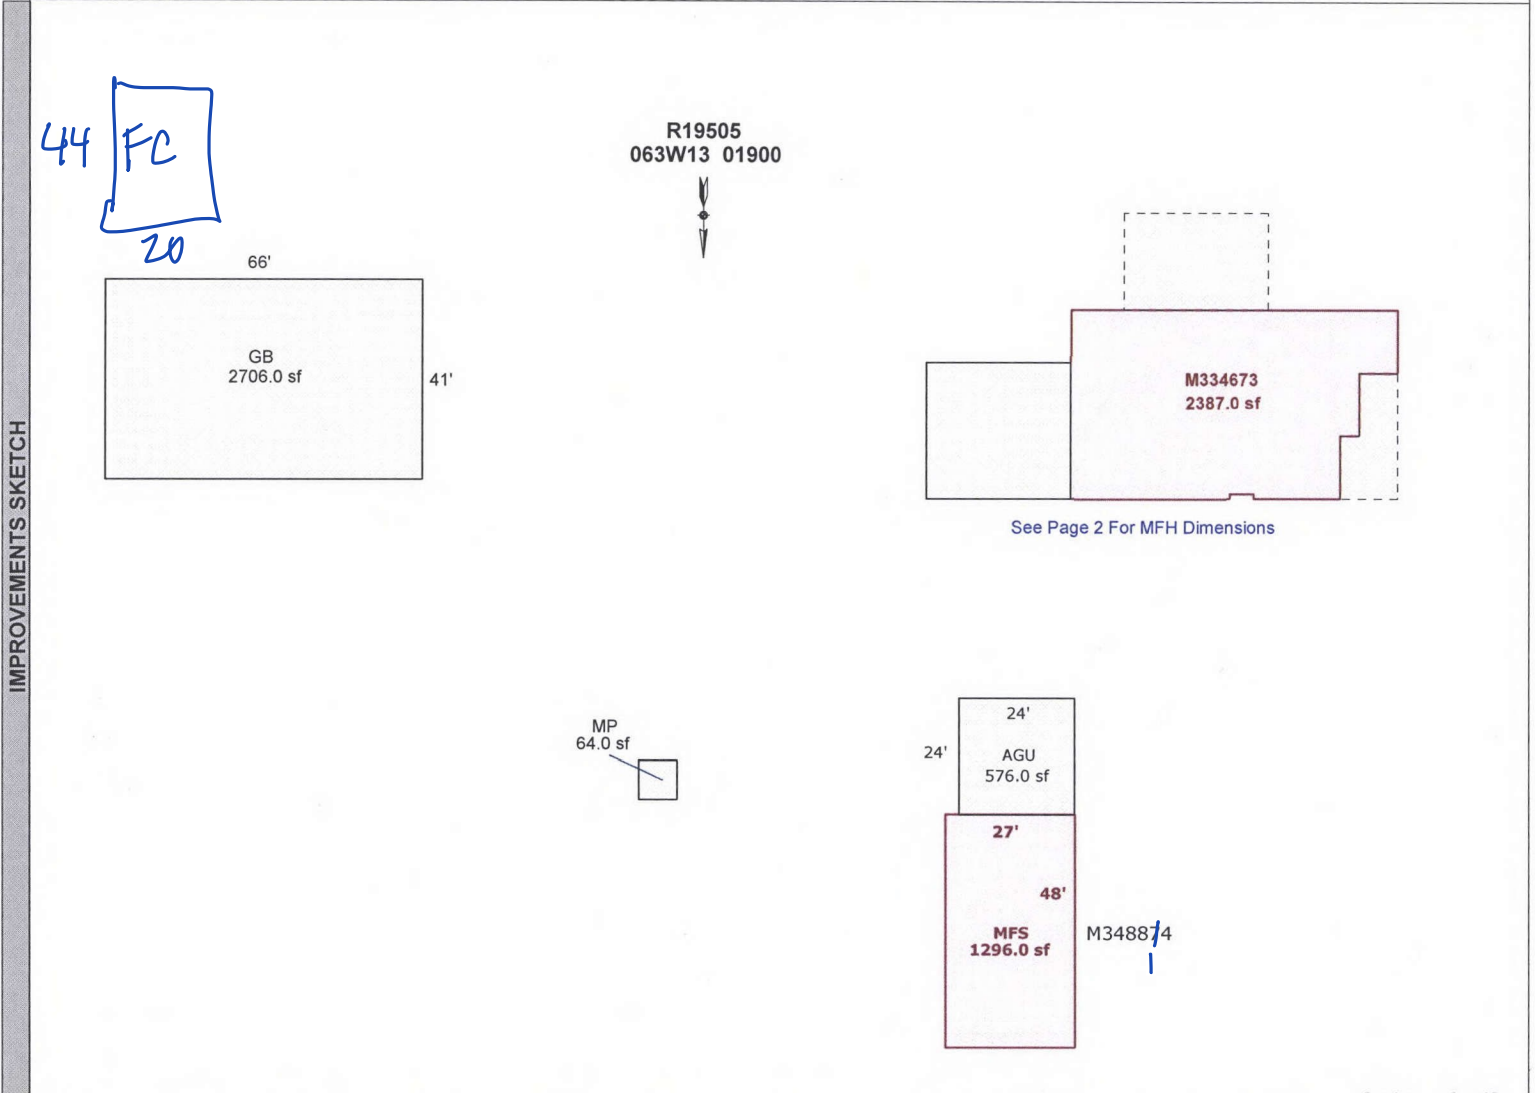 IMPROVEMENTS SKETCH
44
FC
20
R19505
063W13 01900
66'
GB
2706.0 sf
41'
M334673
2387.0 sf
See Page 2 For MFH Dimensions
MP
64.0 sf
24'
24'
AGU
576.0 sf
27'
48'
MFS
1296.0 sf
M348874
1